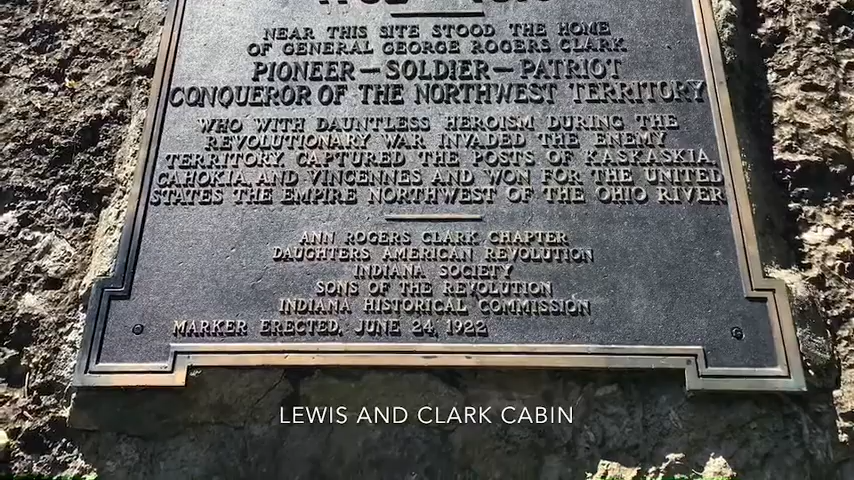 NEAR THIS SITE STOOD THE HOME
OF GENERAL GEORGE ROGERS CLARK
PIONEER—SOLDIER—PATRIOT
CONQUEROR OF THE NORTHWEST TERRITORY
WHO WITH DAUNTLESS HEROISM DURING THE
REVOLUTIONARY WAR INVADED THE ENEMY
TERRITORY, CAPTURED THE POSTS OF KASKASKIA,
CAHOKIA, AND VINCENNES AND WON FOR THE UNITED
STATES THE EMPIRE NORTHWEST OF THE OHIO RIVER
ANN ROGERS CLARK CHAPTER
DAUGHTERS AMERICAN REVOLUTION
INDIANA SOCIETY
SONS OF THE REVOLUTION
INDIANA HISTORICAL COMMISSION
MARKER ERECTED, JUNE 24, 1922
LEWIS AND CLARK CABIN